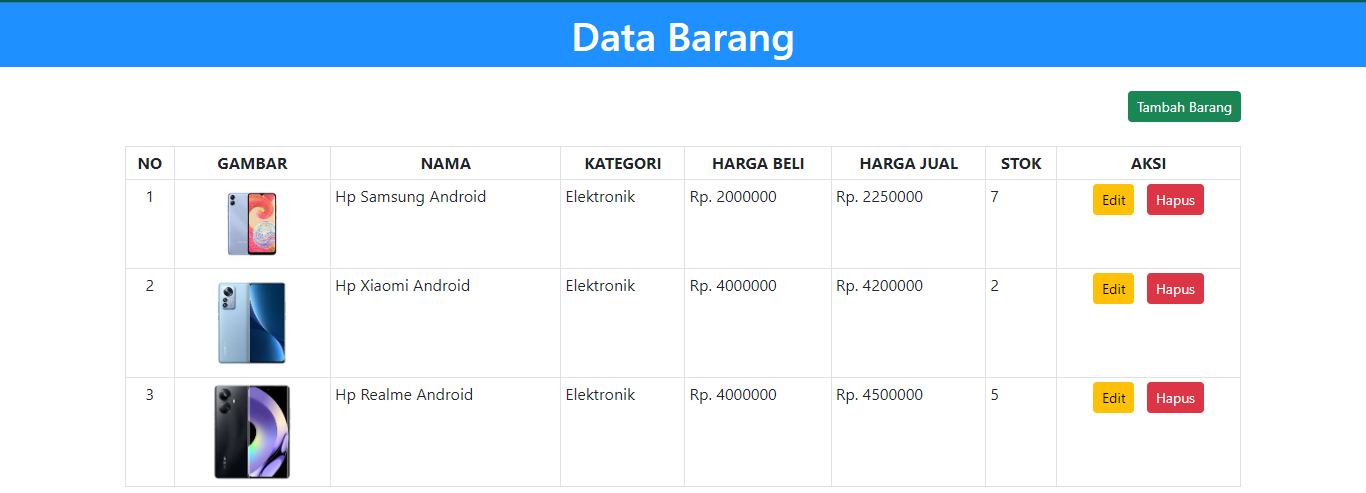 Data Barang
Tambah Barang
NO GAMBAR NAMA KATEGORI HARGA BELI HARGA JUAL STOK AKSI
1 Hp Samsung Android Elektronik Rp. 2000000 Rp. 2250000 7 Edit Hapus
2 Hp Xiaomi Android Elektronik Rp. 4000000 Rp. 4200000 2 Edit Hapus
3 Hp Realme Android Elektronik Rp. 4000000 Rp. 4500000 5 Edit Hapus